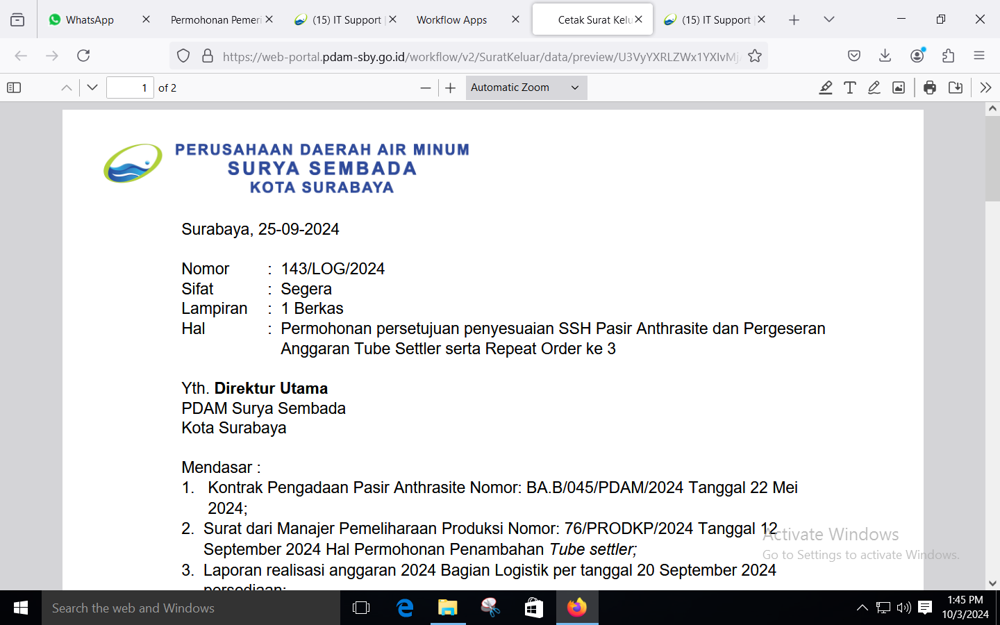 WhatsApp
Permohonan Pemeri
(15) IT Support |
Workflow Apps
Cetak Surat Kelu
(15) IT Support |
https://web-portal.pdam-sby.go.id/workflow/v2/SuratKeluar/data/preview/U3VyYXRLZWx1YXIvMj
1 of 2
Automatic Zoom
PERUSAHAAN DAERAH AIR MINUM
SURYA SEMBADA
KOTA SURABAYA
Surabaya, 25-09-2024
Nomor : 143/LOG/2024
Sifat : Segera
Lampiran : 1 Berkas
Hal : Permohonan persetujuan penyesuaian SSH Pasir Anthrasite dan Pergeseran
Anggaran Tube Settler serta Repeat Order ke 3
Yth. Direktur Utama
PDAM Surya Sembada
Kota Surabaya
Mendasar :
1. Kontrak Pengadaan Pasir Anthrasite Nomor: BA.B/045/PDAM/2024 Tanggal 22 Mei
2024;
2. Surat dari Manajer Pemeliharaan Produksi Nomor: 76/PRODKP/2024 Tanggal 12
September 2024 Hal Permohonan Penambahan Tube settler;
3. Laporan realisasi anggaran 2024 Bagian Logistik per tanggal 20 September 2024
persediaan;
Activate Windows
Go to Settings to activate Windows.
Search the web and Windows
1:45 PM
10/3/2024